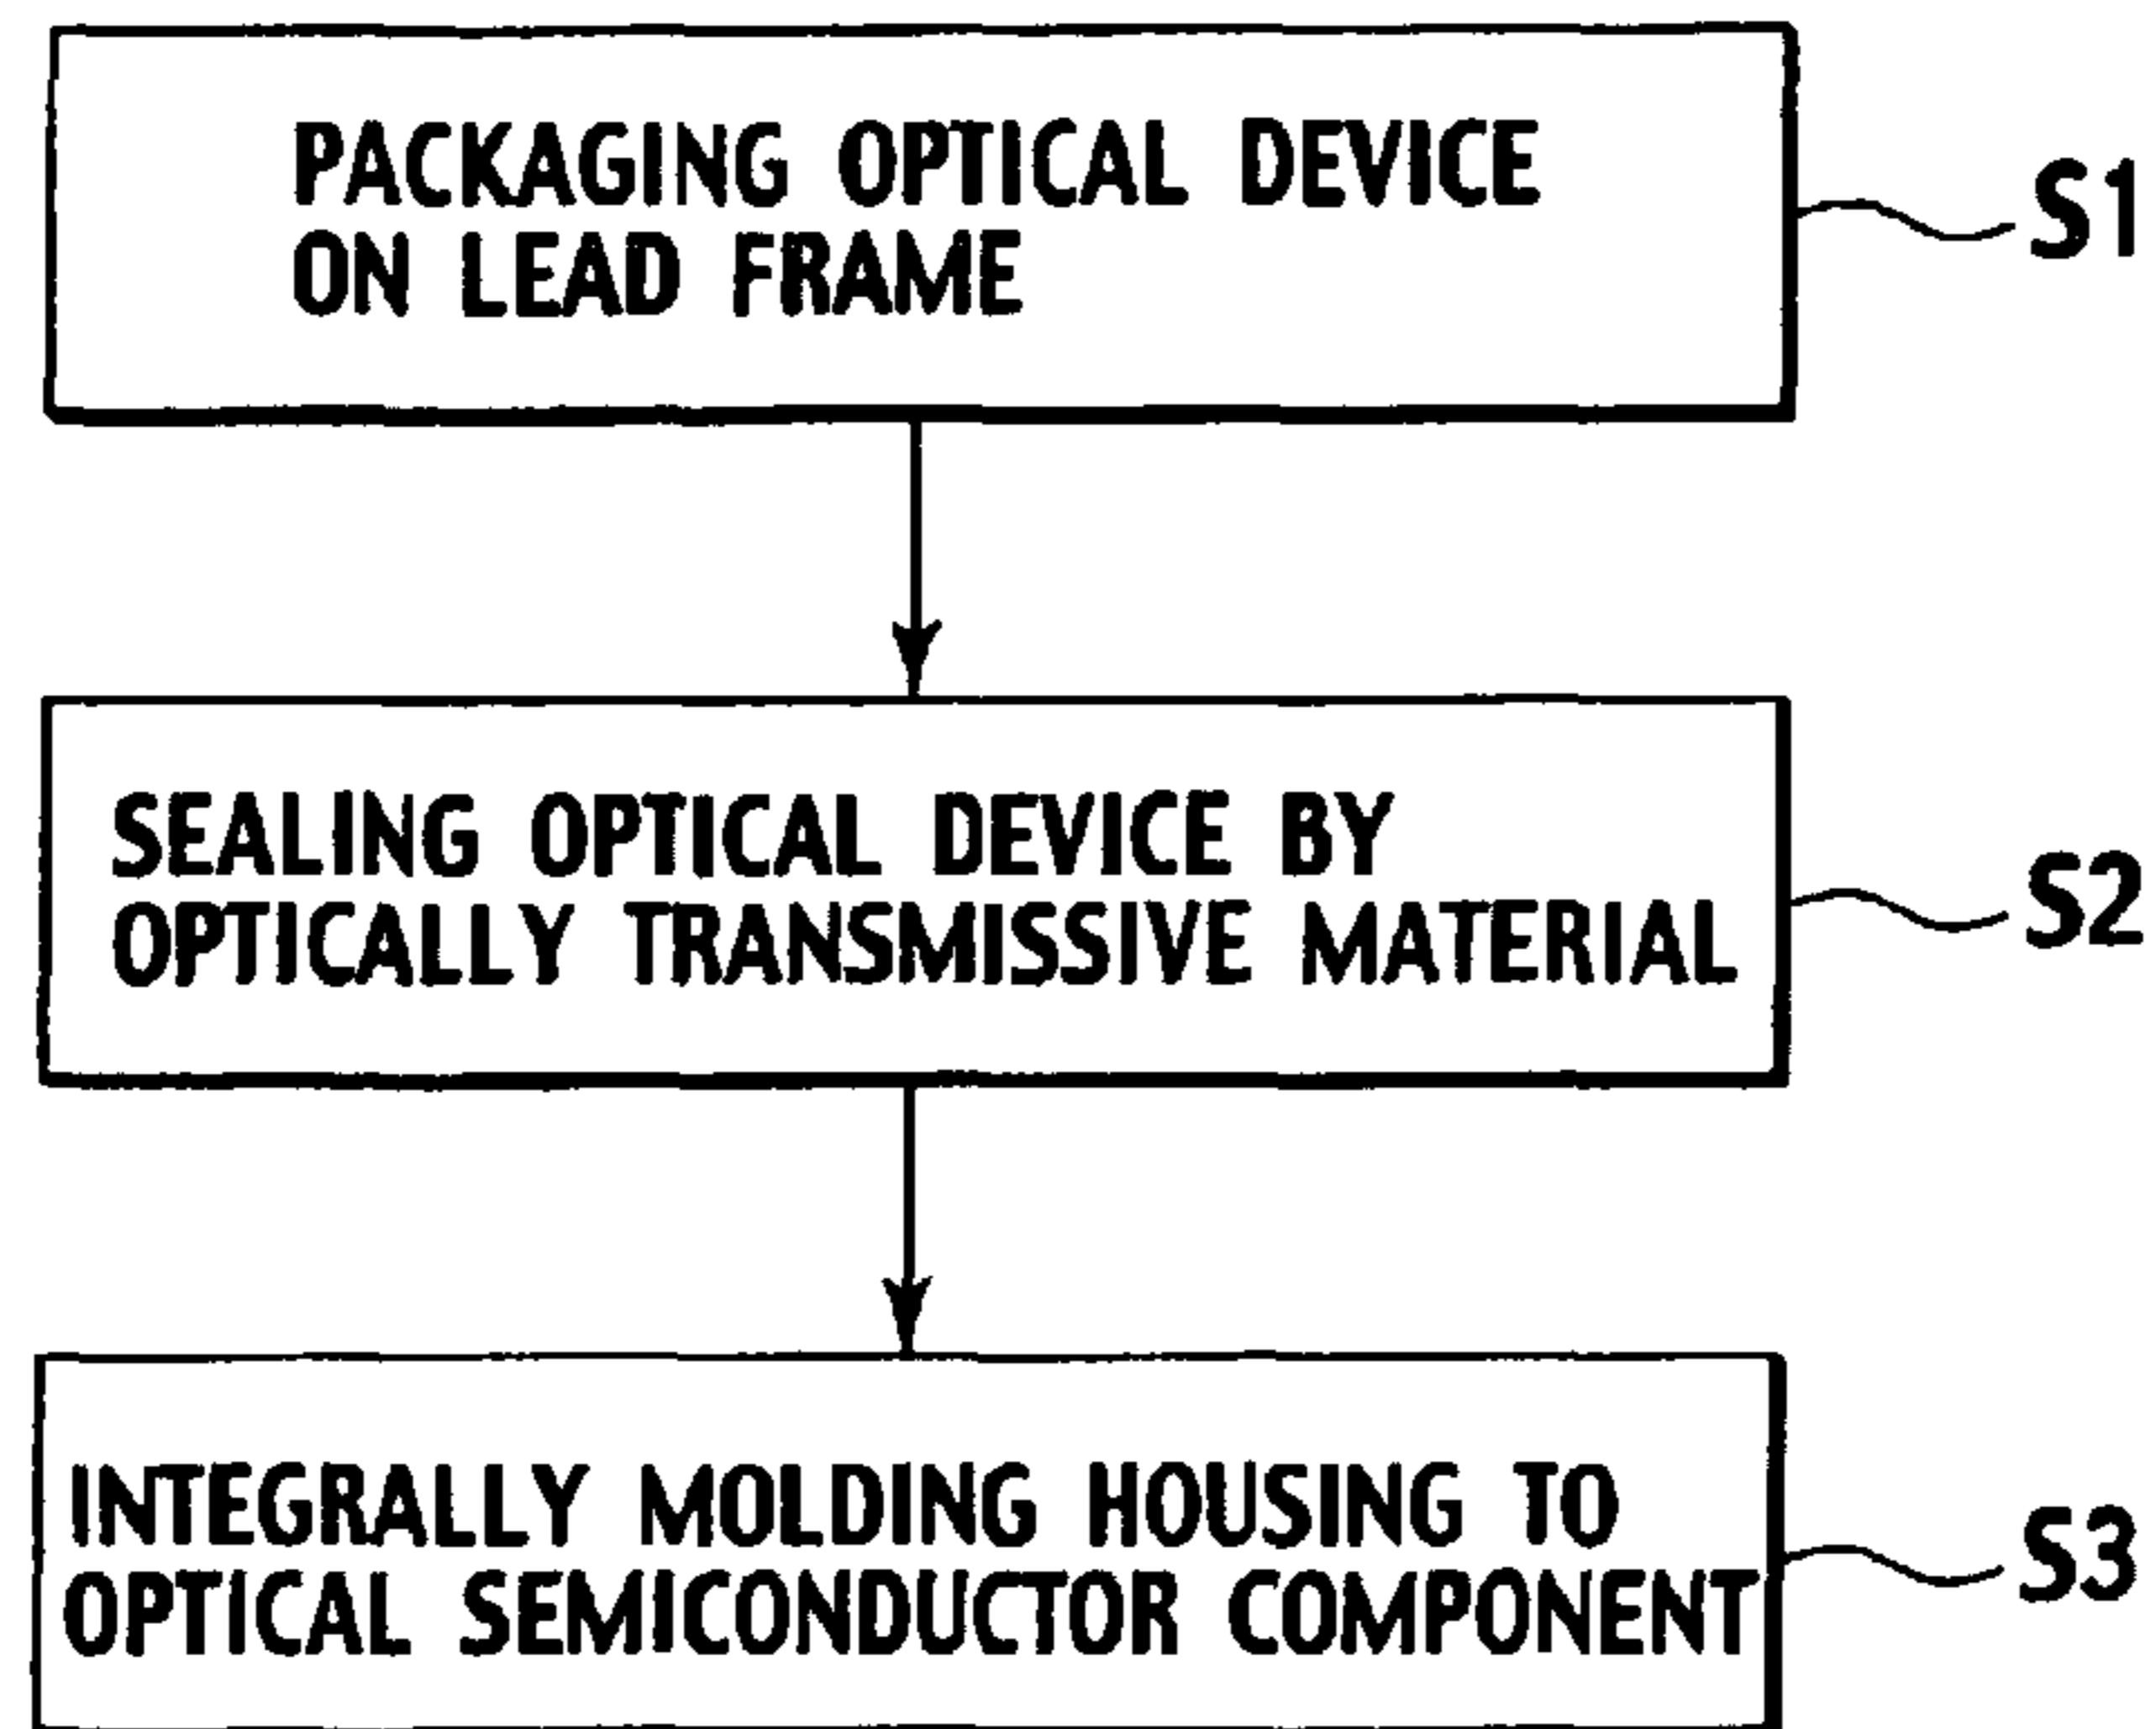 PACKAGING OPTICAL DEVICE
ON LEAD FRAME
S1
SEALING OPTICAL DEVICE BY
OPTICALLY TRANSMISSIVE MATERIAL
S2
INTEGRALLY MOLDING HOUSING TO
OPTICAL SEMICONDUCTOR COMPONENT
S3